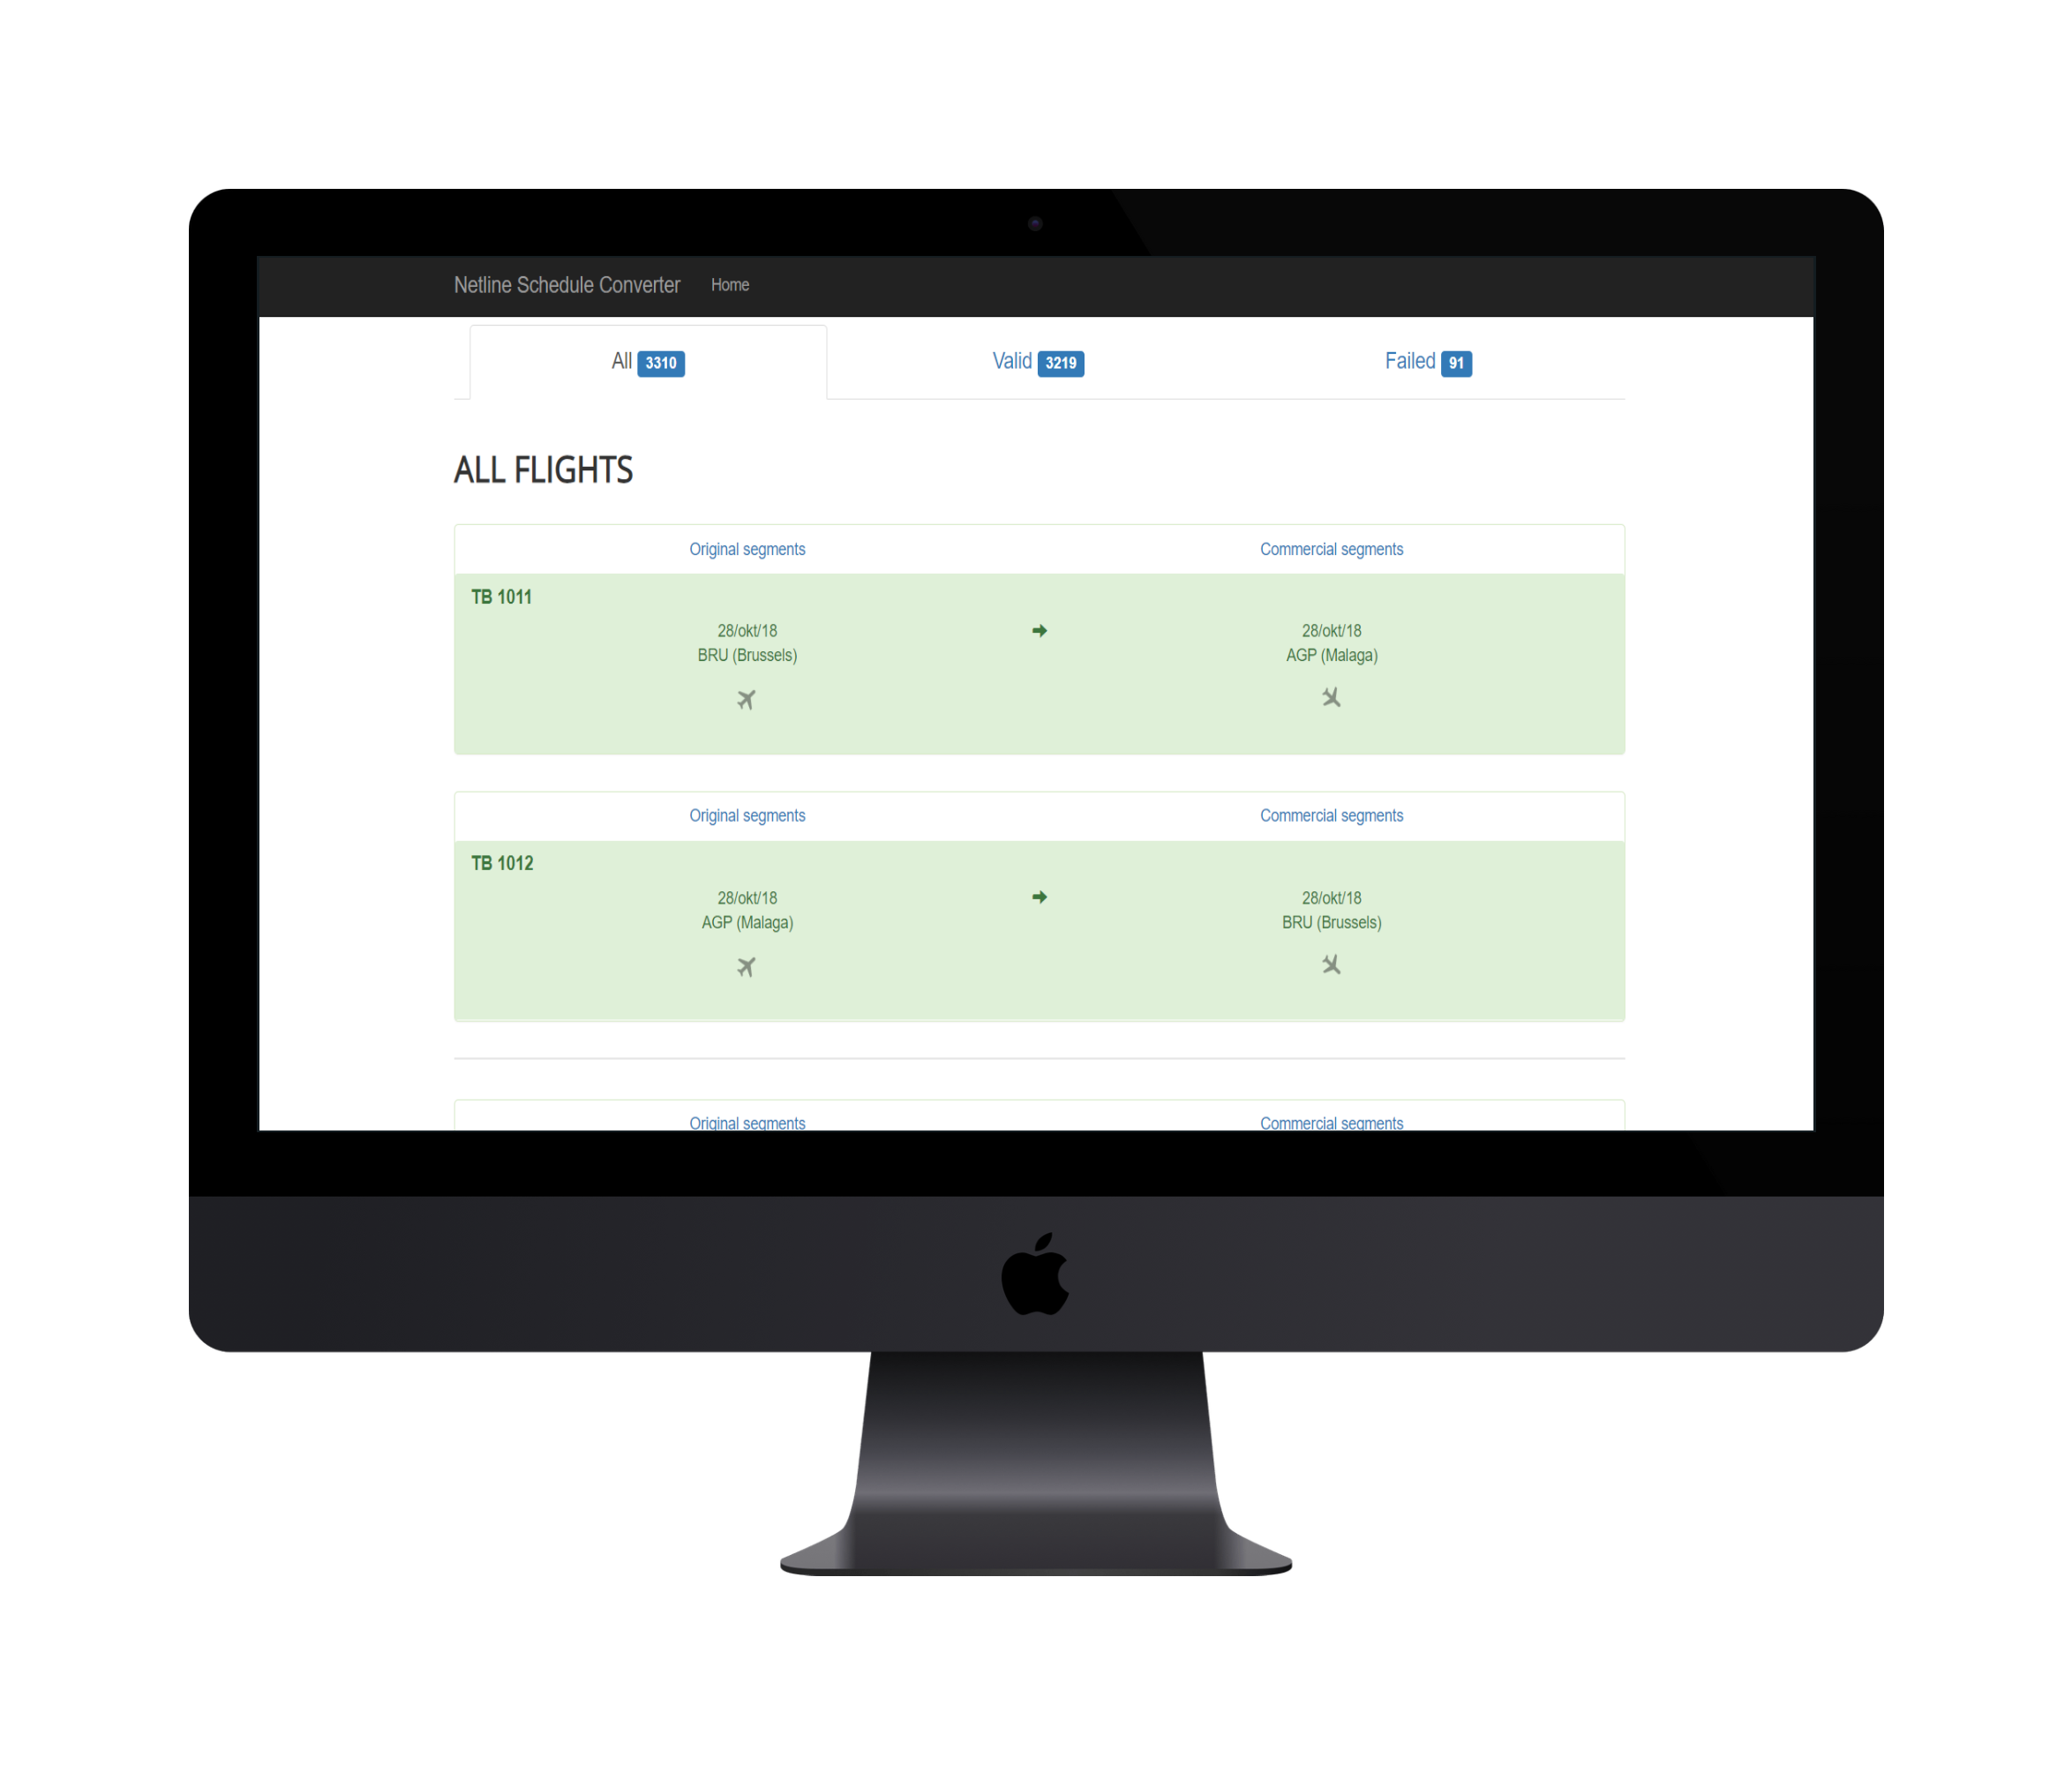 Netline Schedule Converter Home
All 3310 Valid 3219 Failed 91
ALL FLIGHTS
Original segments Commercial segments
TB 1011
28/okt/18 28/okt/18
BRU (Brussels) AGP (Malaga)
Original segments Commercial segments
TB 1012
28/okt/18 28/okt/18
AGP (Malaga) BRU (Brussels)
Original segments Commercial segments